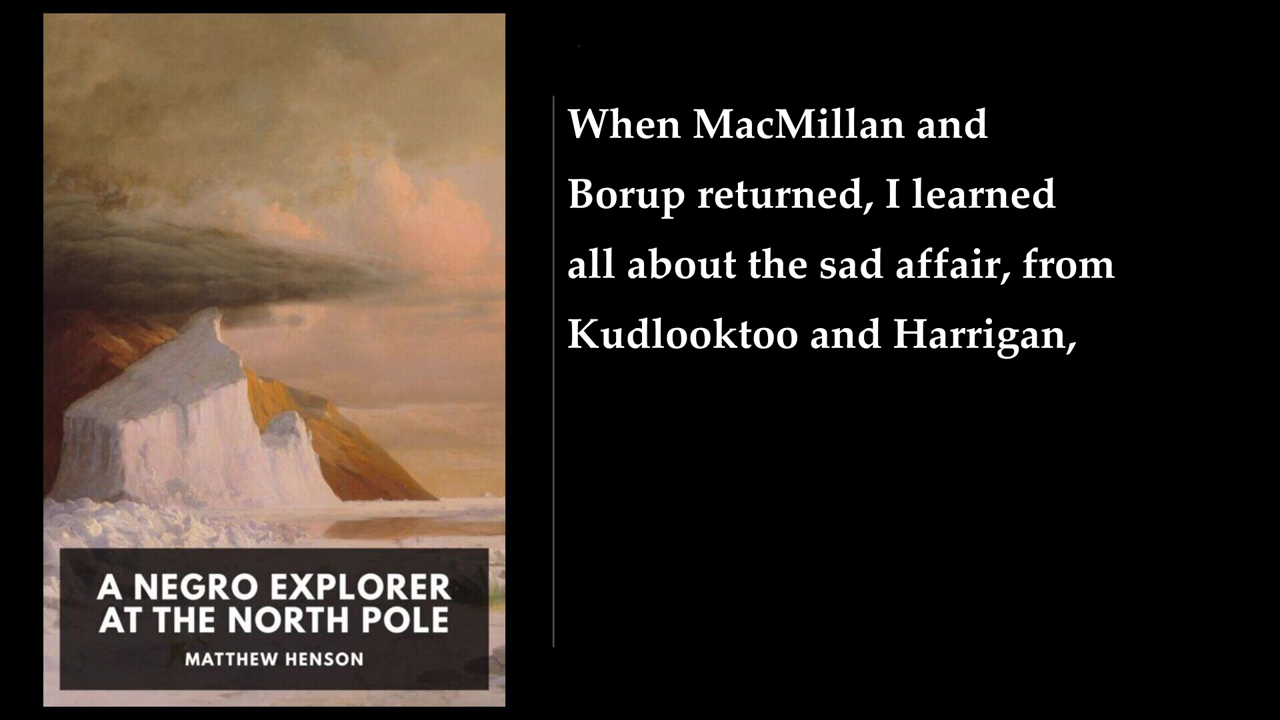 When MacMillan and
Borup returned, I learned
all about the sad affair, from
Kudlooktoo and Harrigan,
A NEGRO EXPLORER
AT THE NORTH POLE
MATTHEW HENSON